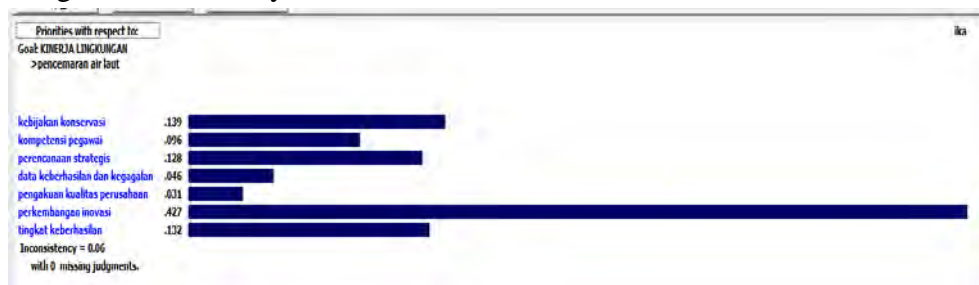 Priorities with respect to:
ika
Goal: KINERJA LINGKUNGAN
>pencemaran air laut
kebijakan konservasi .139
kompetensi pegawai .096
perencanaan strategis .128
data keberhasilan dan kegagalan .046
pengakuan kualitas perusahaan .031
perkembangan inovasi .427
tingkat keberhasilan .132
Inconsistency = 0.06
with 0 missing judgments.